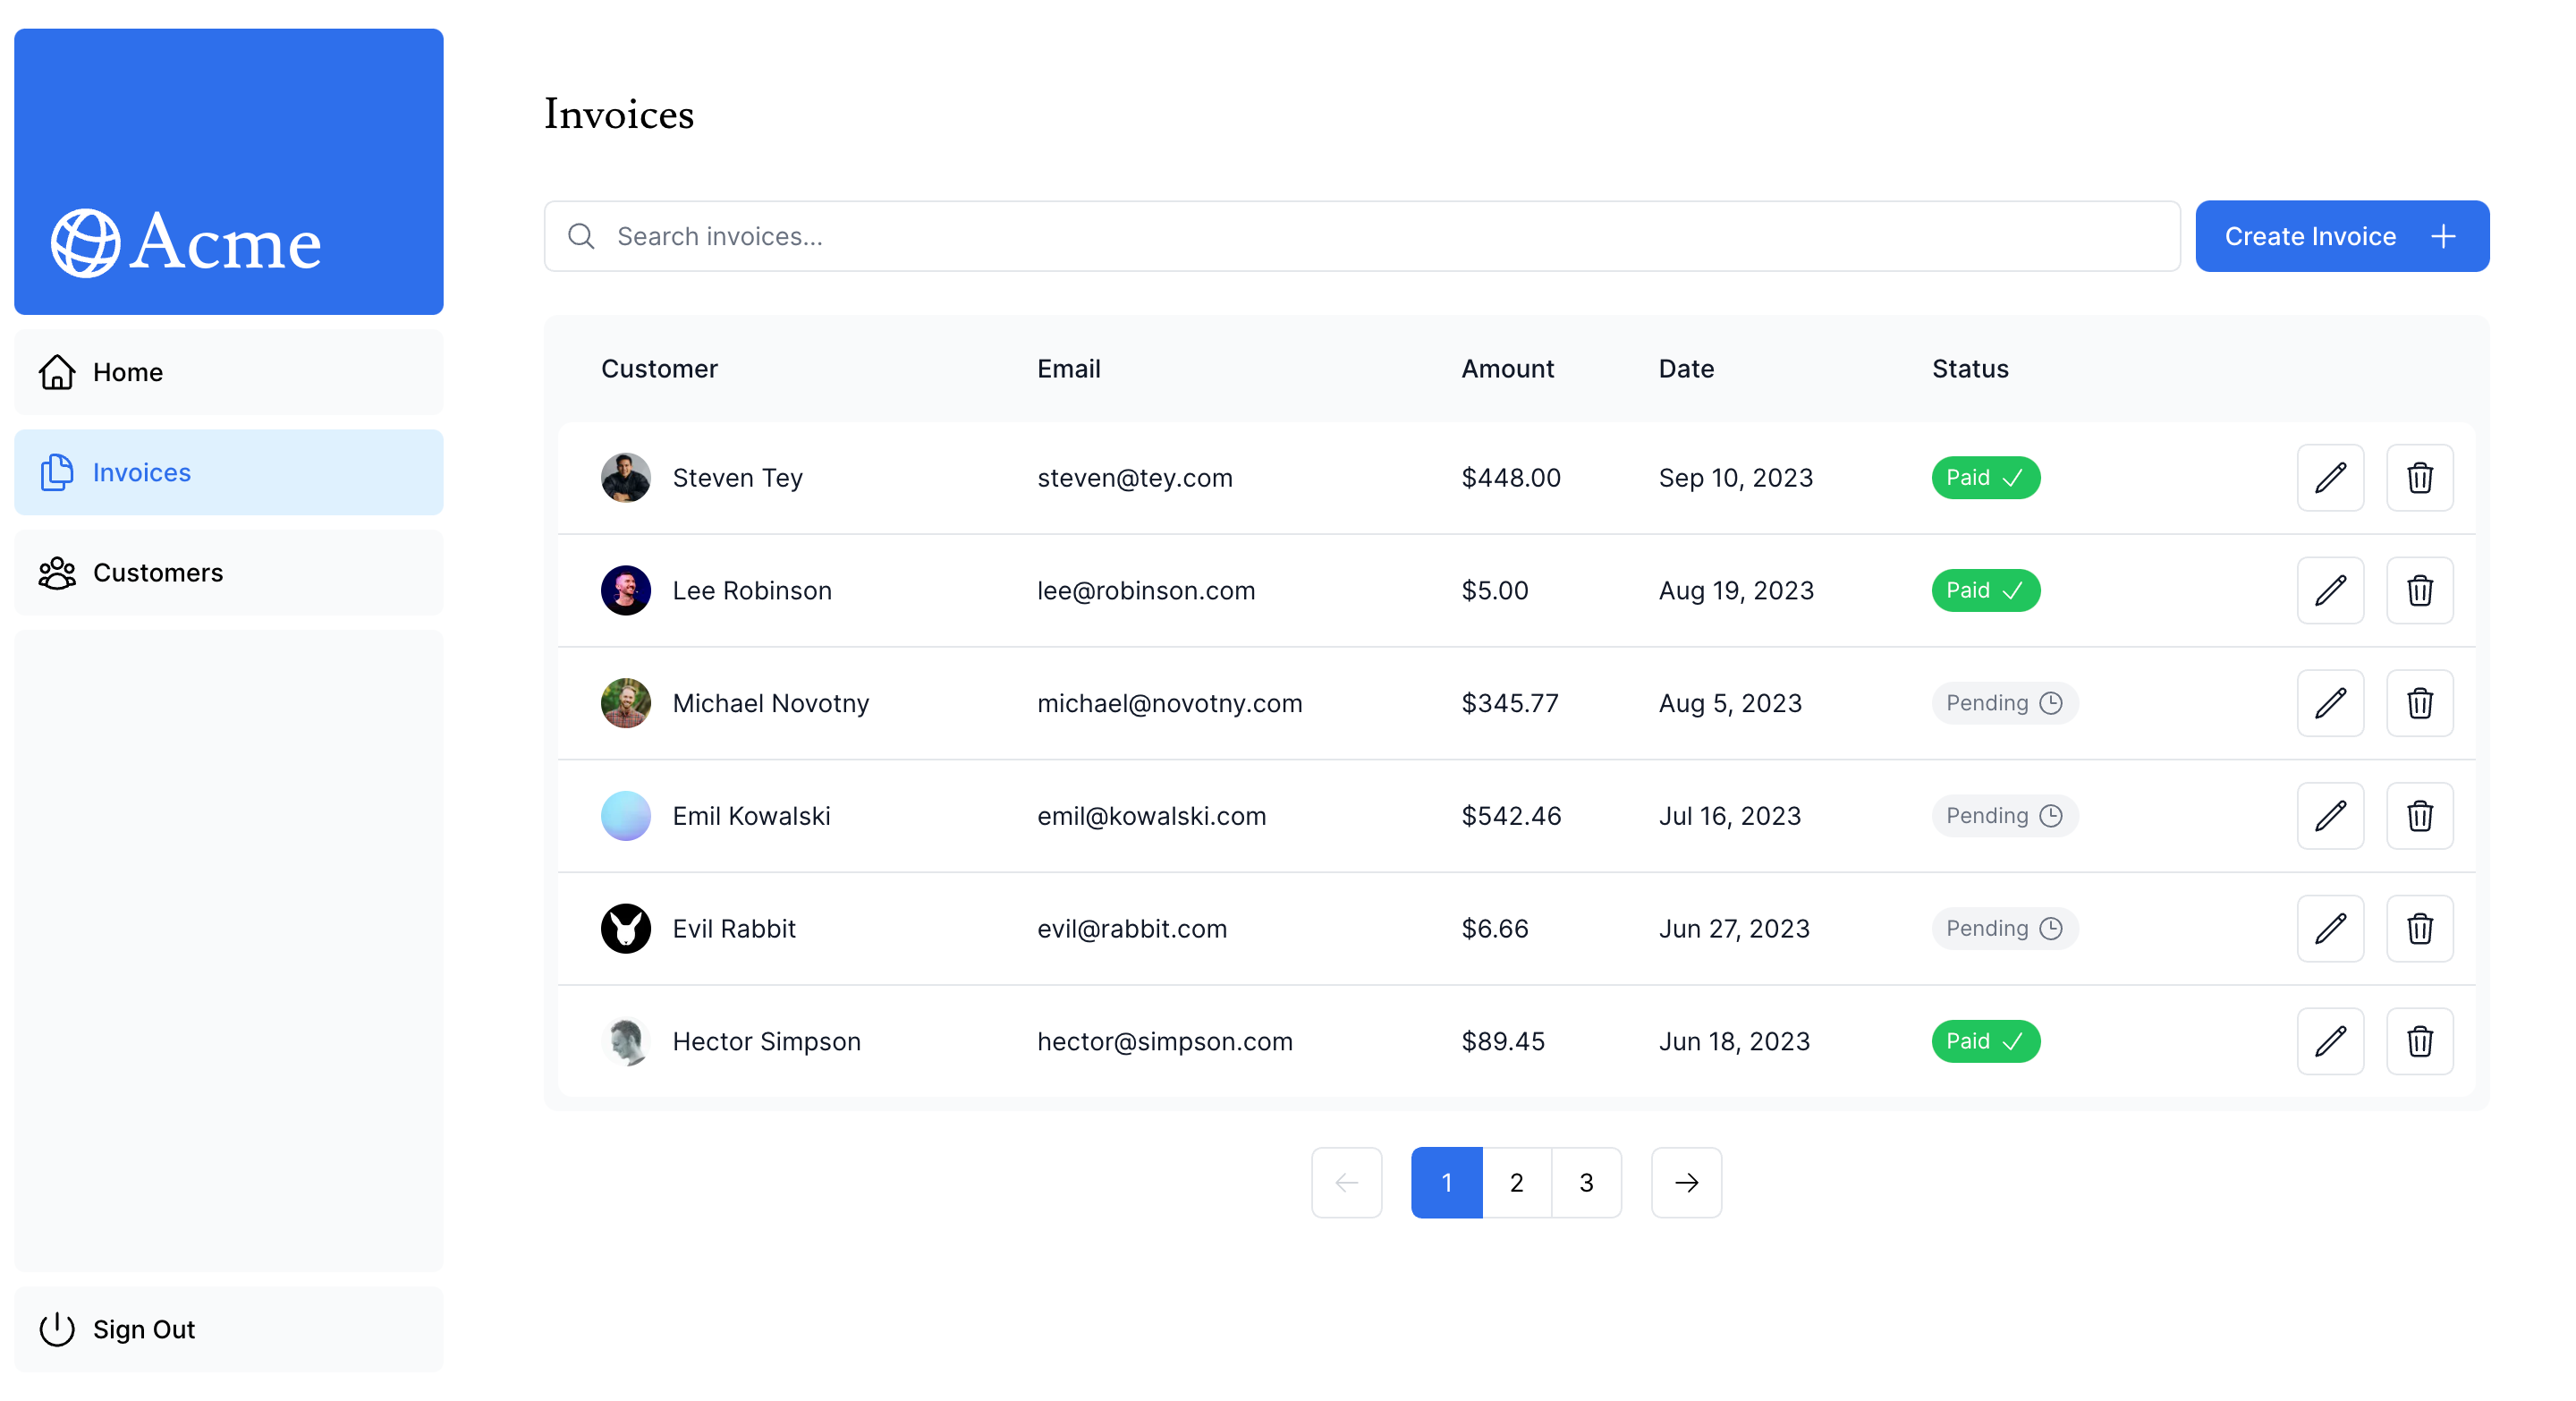 Acme
Home
Invoices
Customers
Sign Out
Invoices
Search invoices...
Create Invoice
Customer Email Amount Date Status
Steven Tey steven@tey.com $448.00 Sep 10, 2023 Paid
Lee Robinson lee@robinson.com $5.00 Aug 19, 2023 Paid
Michael Novotny michael@novotny.com $345.77 Aug 5, 2023 Pending
Emil Kowalski emil@kowalski.com $542.46 Jul 16, 2023 Pending
Evil Rabbit evil@rabbit.com $6.66 Jun 27, 2023 Pending
Hector Simpson hector@simpson.com $89.45 Jun 18, 2023 Paid
1 2 3